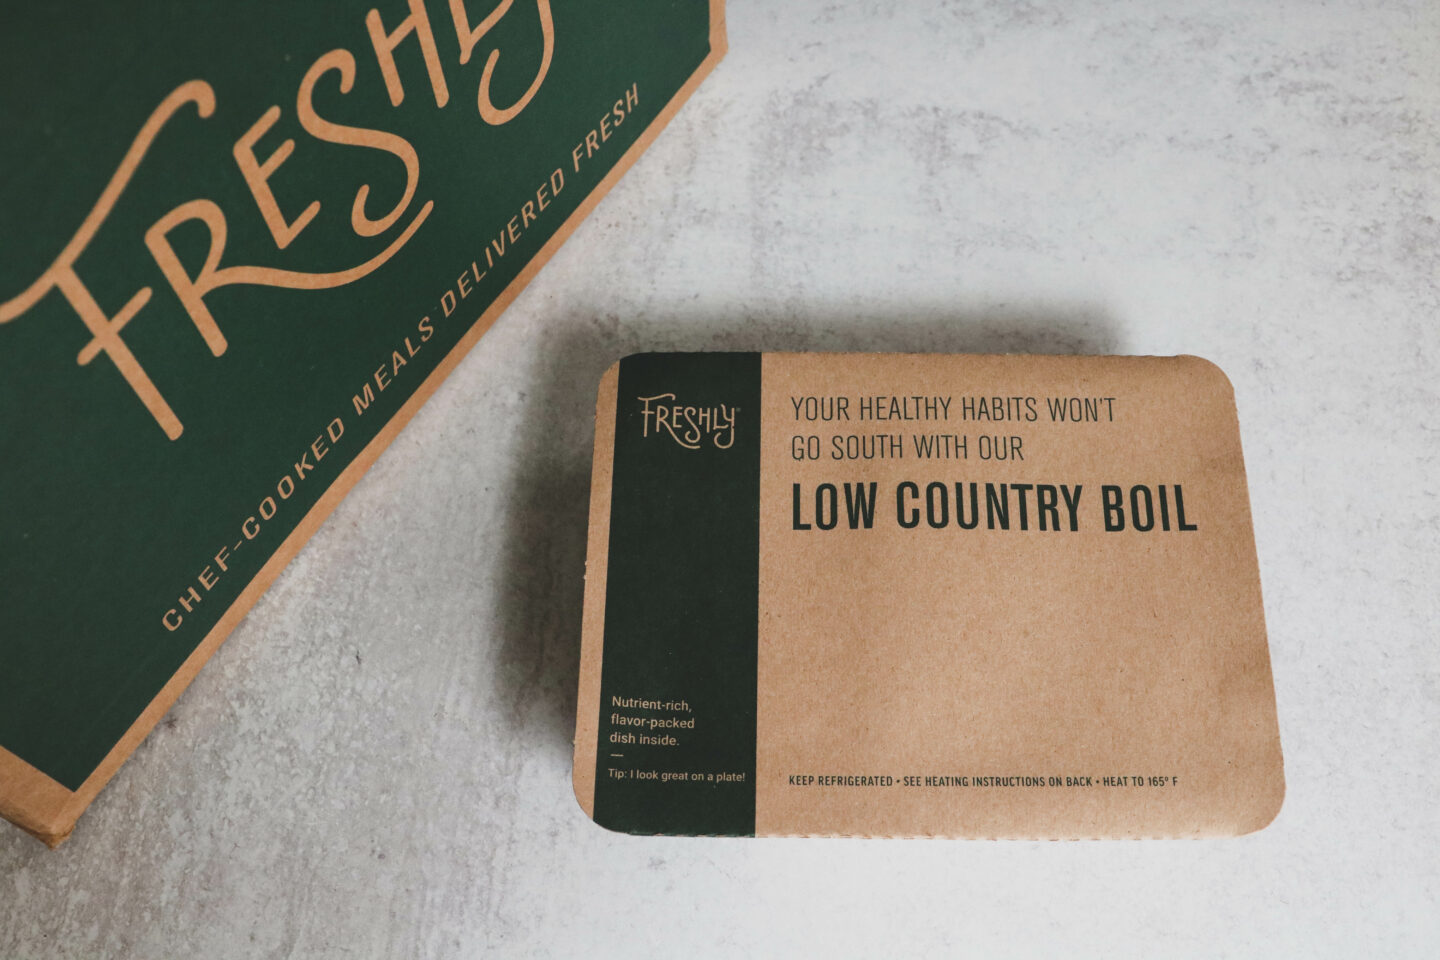 FRESHLY
CHEF-COOKED MEALS DELIVERED FRESH
FRESHLY
YOUR HEALTHY HABITS WON'T
GO SOUTH WITH OUR
LOW COUNTRY BOIL
Nutrient-rich,
flavor-packed
dish inside.
Tip: I look great on a plate!
KEEP REFRIGERATED • SEE HEATING INSTRUCTIONS ON BACK • HEAT TO 165° F